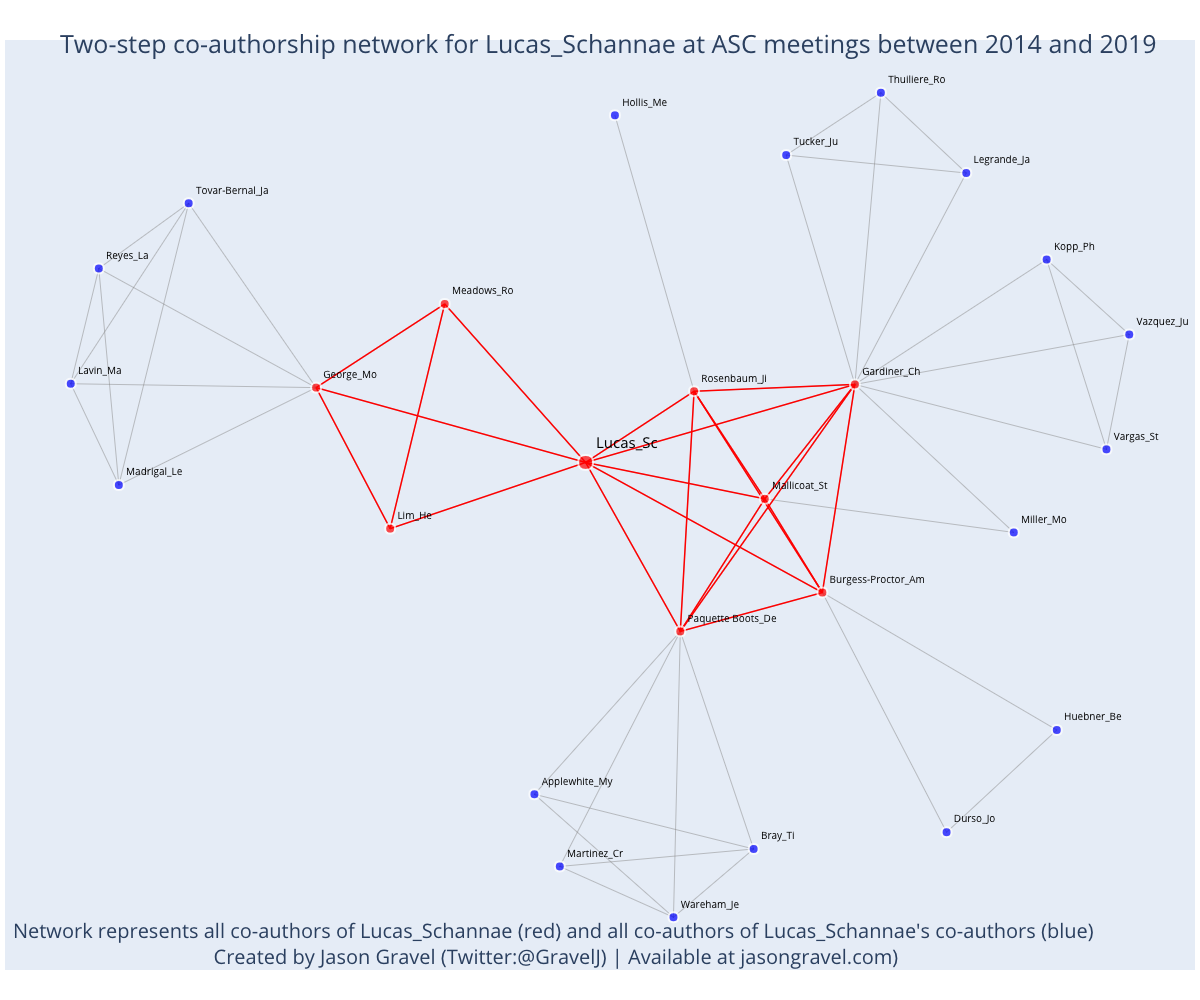 Two-step co-authorship network for Lucas_Schannae at ASC meetings between 2014 and 2019
Thuiliere_Ro
Hollis_Me
Tucker_Ju
Legrande_Ja
Tovar-Bernal_Ja
Kopp_Ph
Reyes_La
Meadows_Ro
Vazquez_Ju
Lavin_Ma
George_Mo
Rosenbaum_Ji
Gardiner_Ch
Lucas_Sc
Vargas_St
Madrigal_Le
Mallicoat_St
Lim_He
Miller_Mo
Burgess-Proctor_Am
Paquette Boots_De
Huebner_Be
Applewhite_My
Durso_Jo
Bray_Ti
Martinez_Cr
Wareham_Je
Network represents all co-authors of Lucas_Schannae (red) and all co-authors of Lucas_Schannae's co-authors (blue)
Created by Jason Gravel (Twitter:@GravelJ) | Available at jasongravel.com)